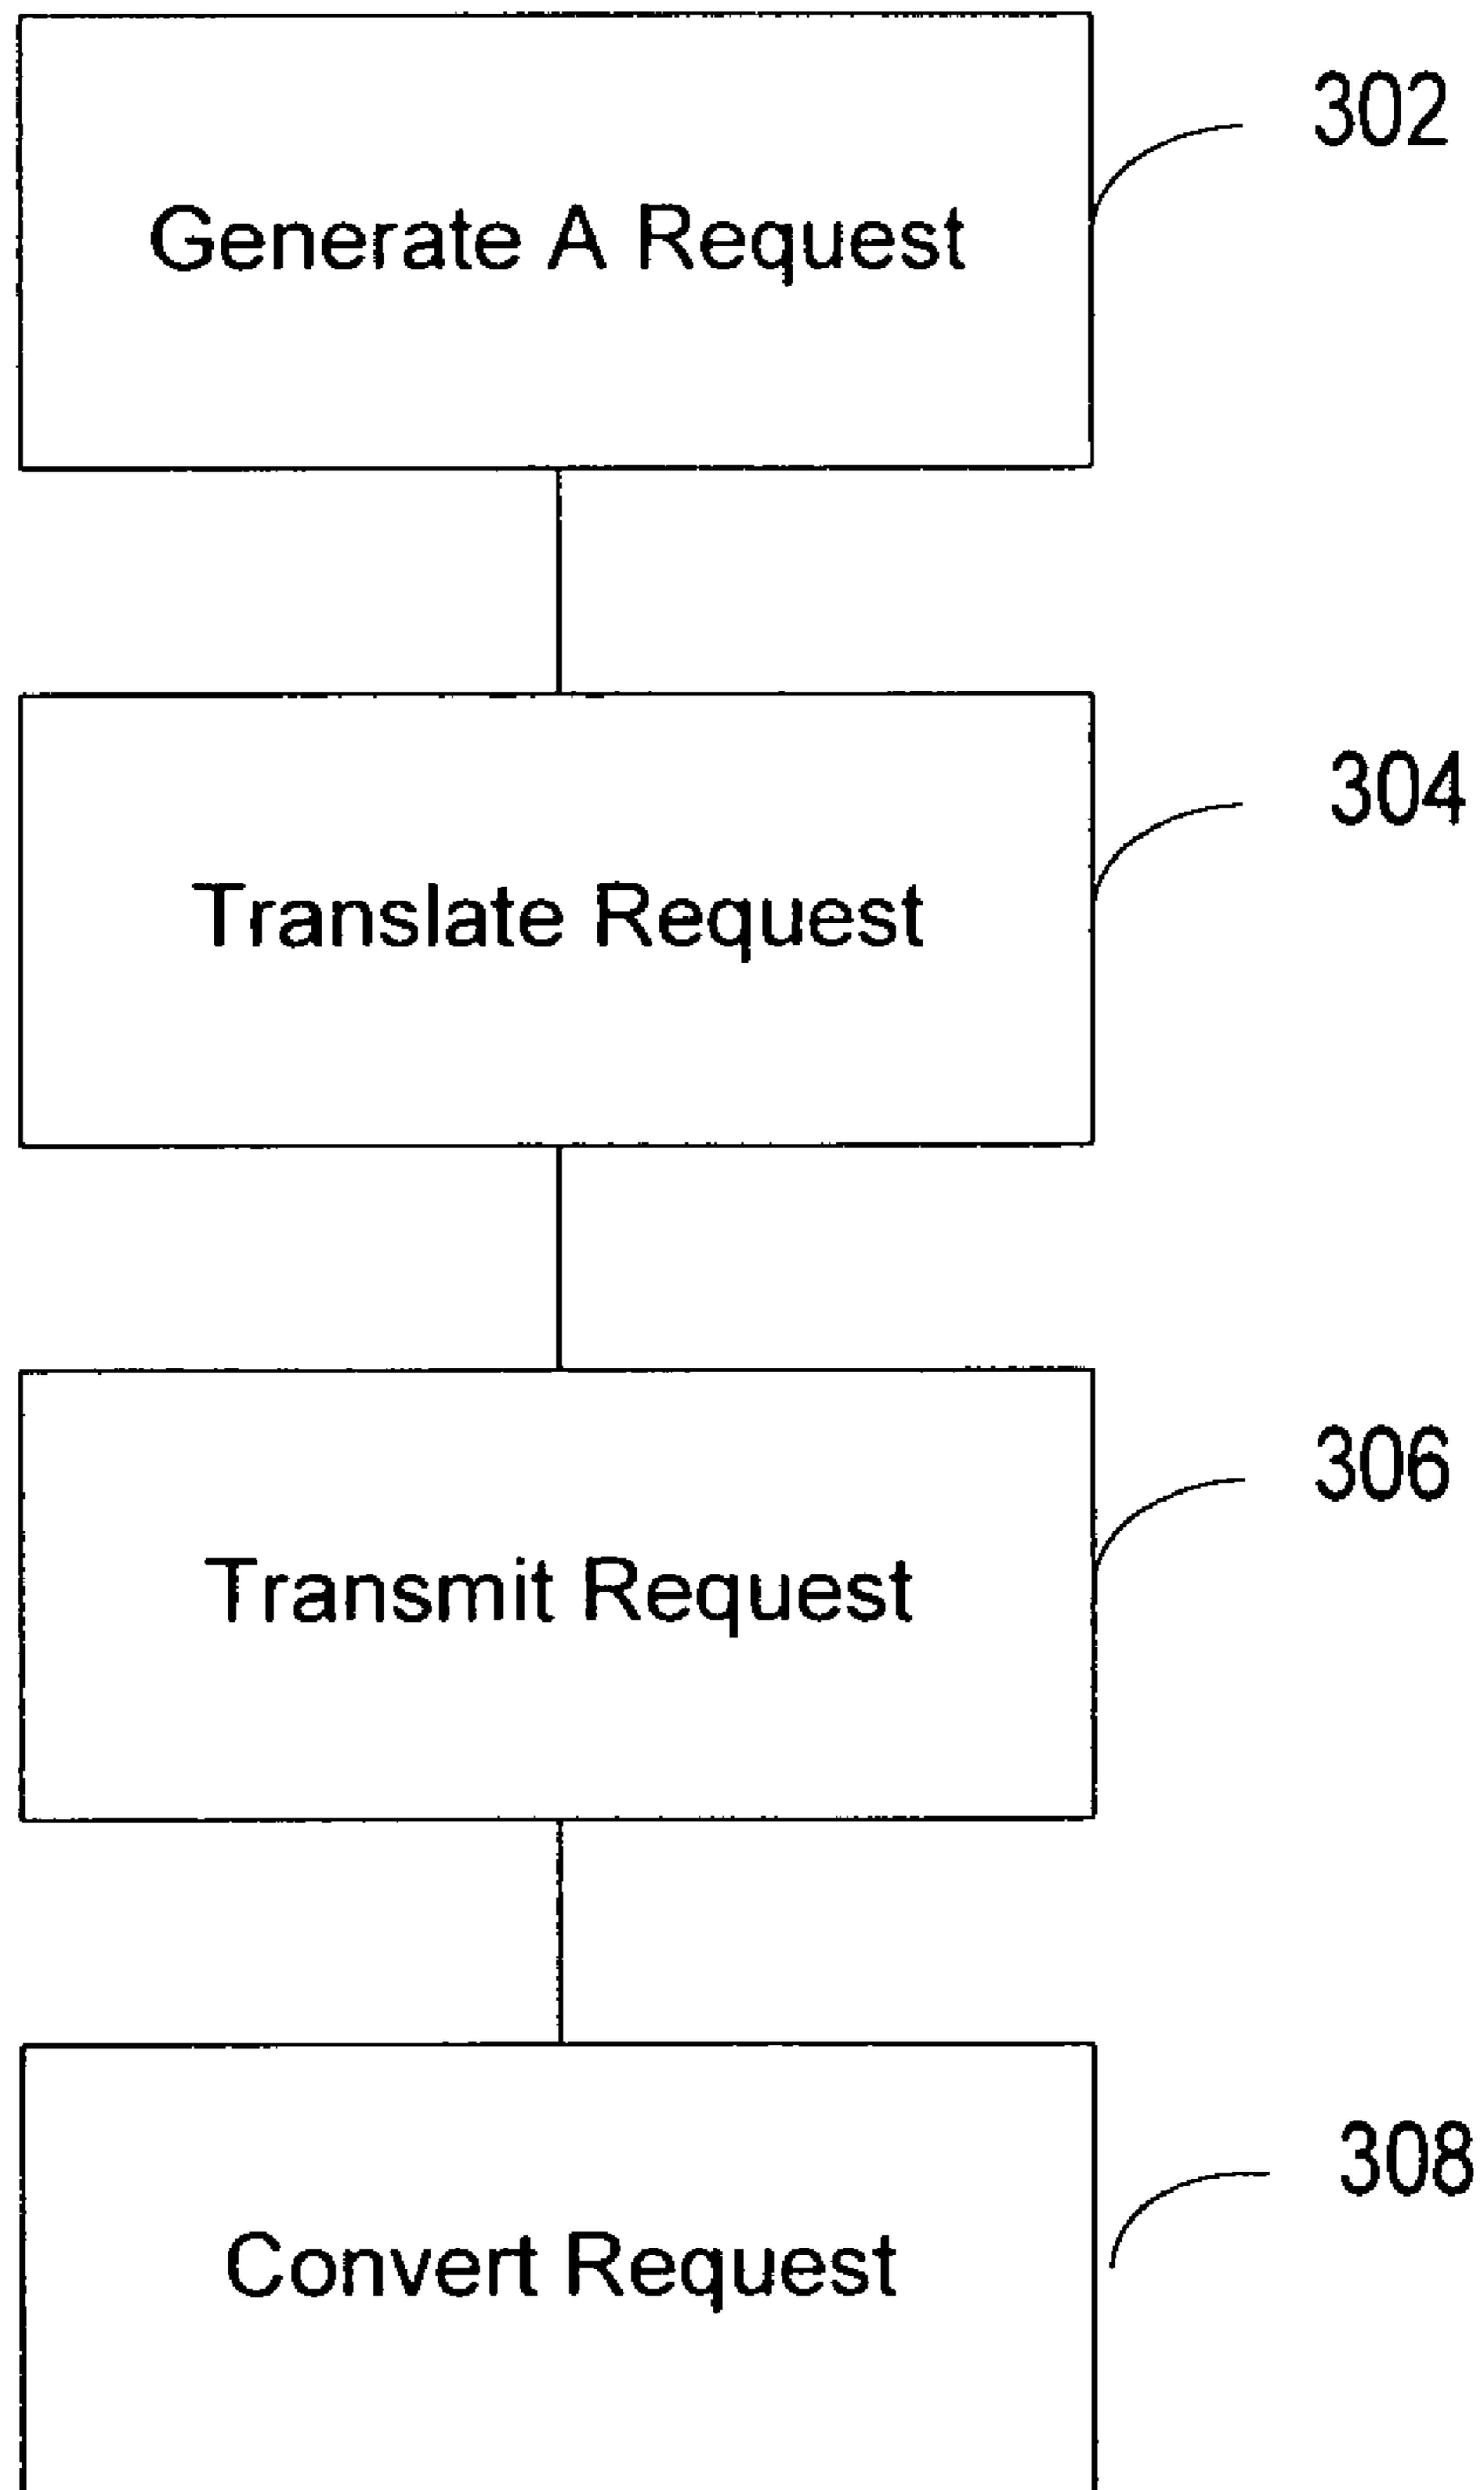 Generate A Request
302
Translate Request
304
Transmit Request
306
Convert Request
308